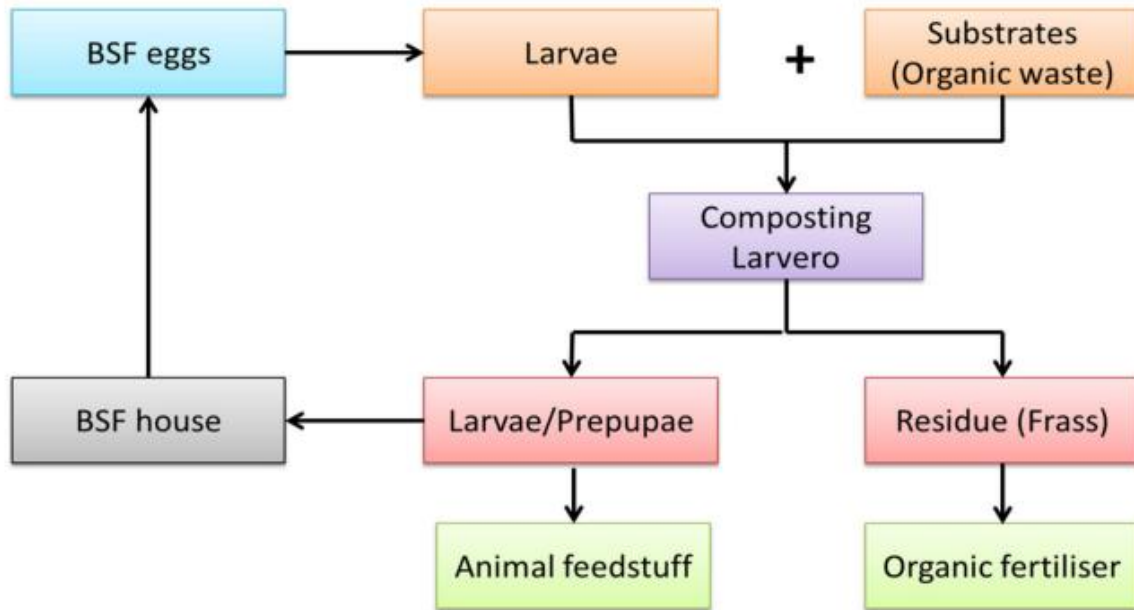 BSF eggs
Larvae
+
Substrates
(Organic waste)
Composting
Larvero
BSF house
Larvae/Prepupae
Residue (Frass)
Animal feedstuff
Organic fertiliser